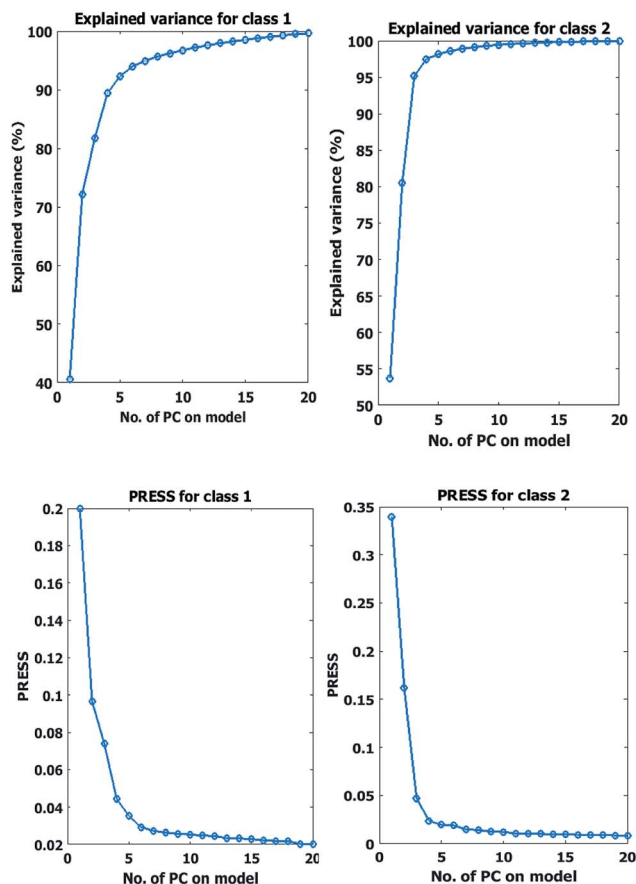 Explained variance for class 1
Explained variance (%)
100
90
80
70
60
50
40
0 5 10 15 20
No. of PC on model
Explained variance for class 2
Explained variance (%)
100
95
90
85
80
75
70
65
60
55
50
0 5 10 15 20
No. of PC on model
PRESS for class 1
PRESS
0.2
0.18
0.16
0.14
0.12
0.1
0.08
0.06
0.04
0.02
0 5 10 15 20
No. of PC on model
PRESS for class 2
PRESS
0.35
0.3
0.25
0.2
0.15
0.1
0.05
0
0 5 10 15 20
No. of PC on model